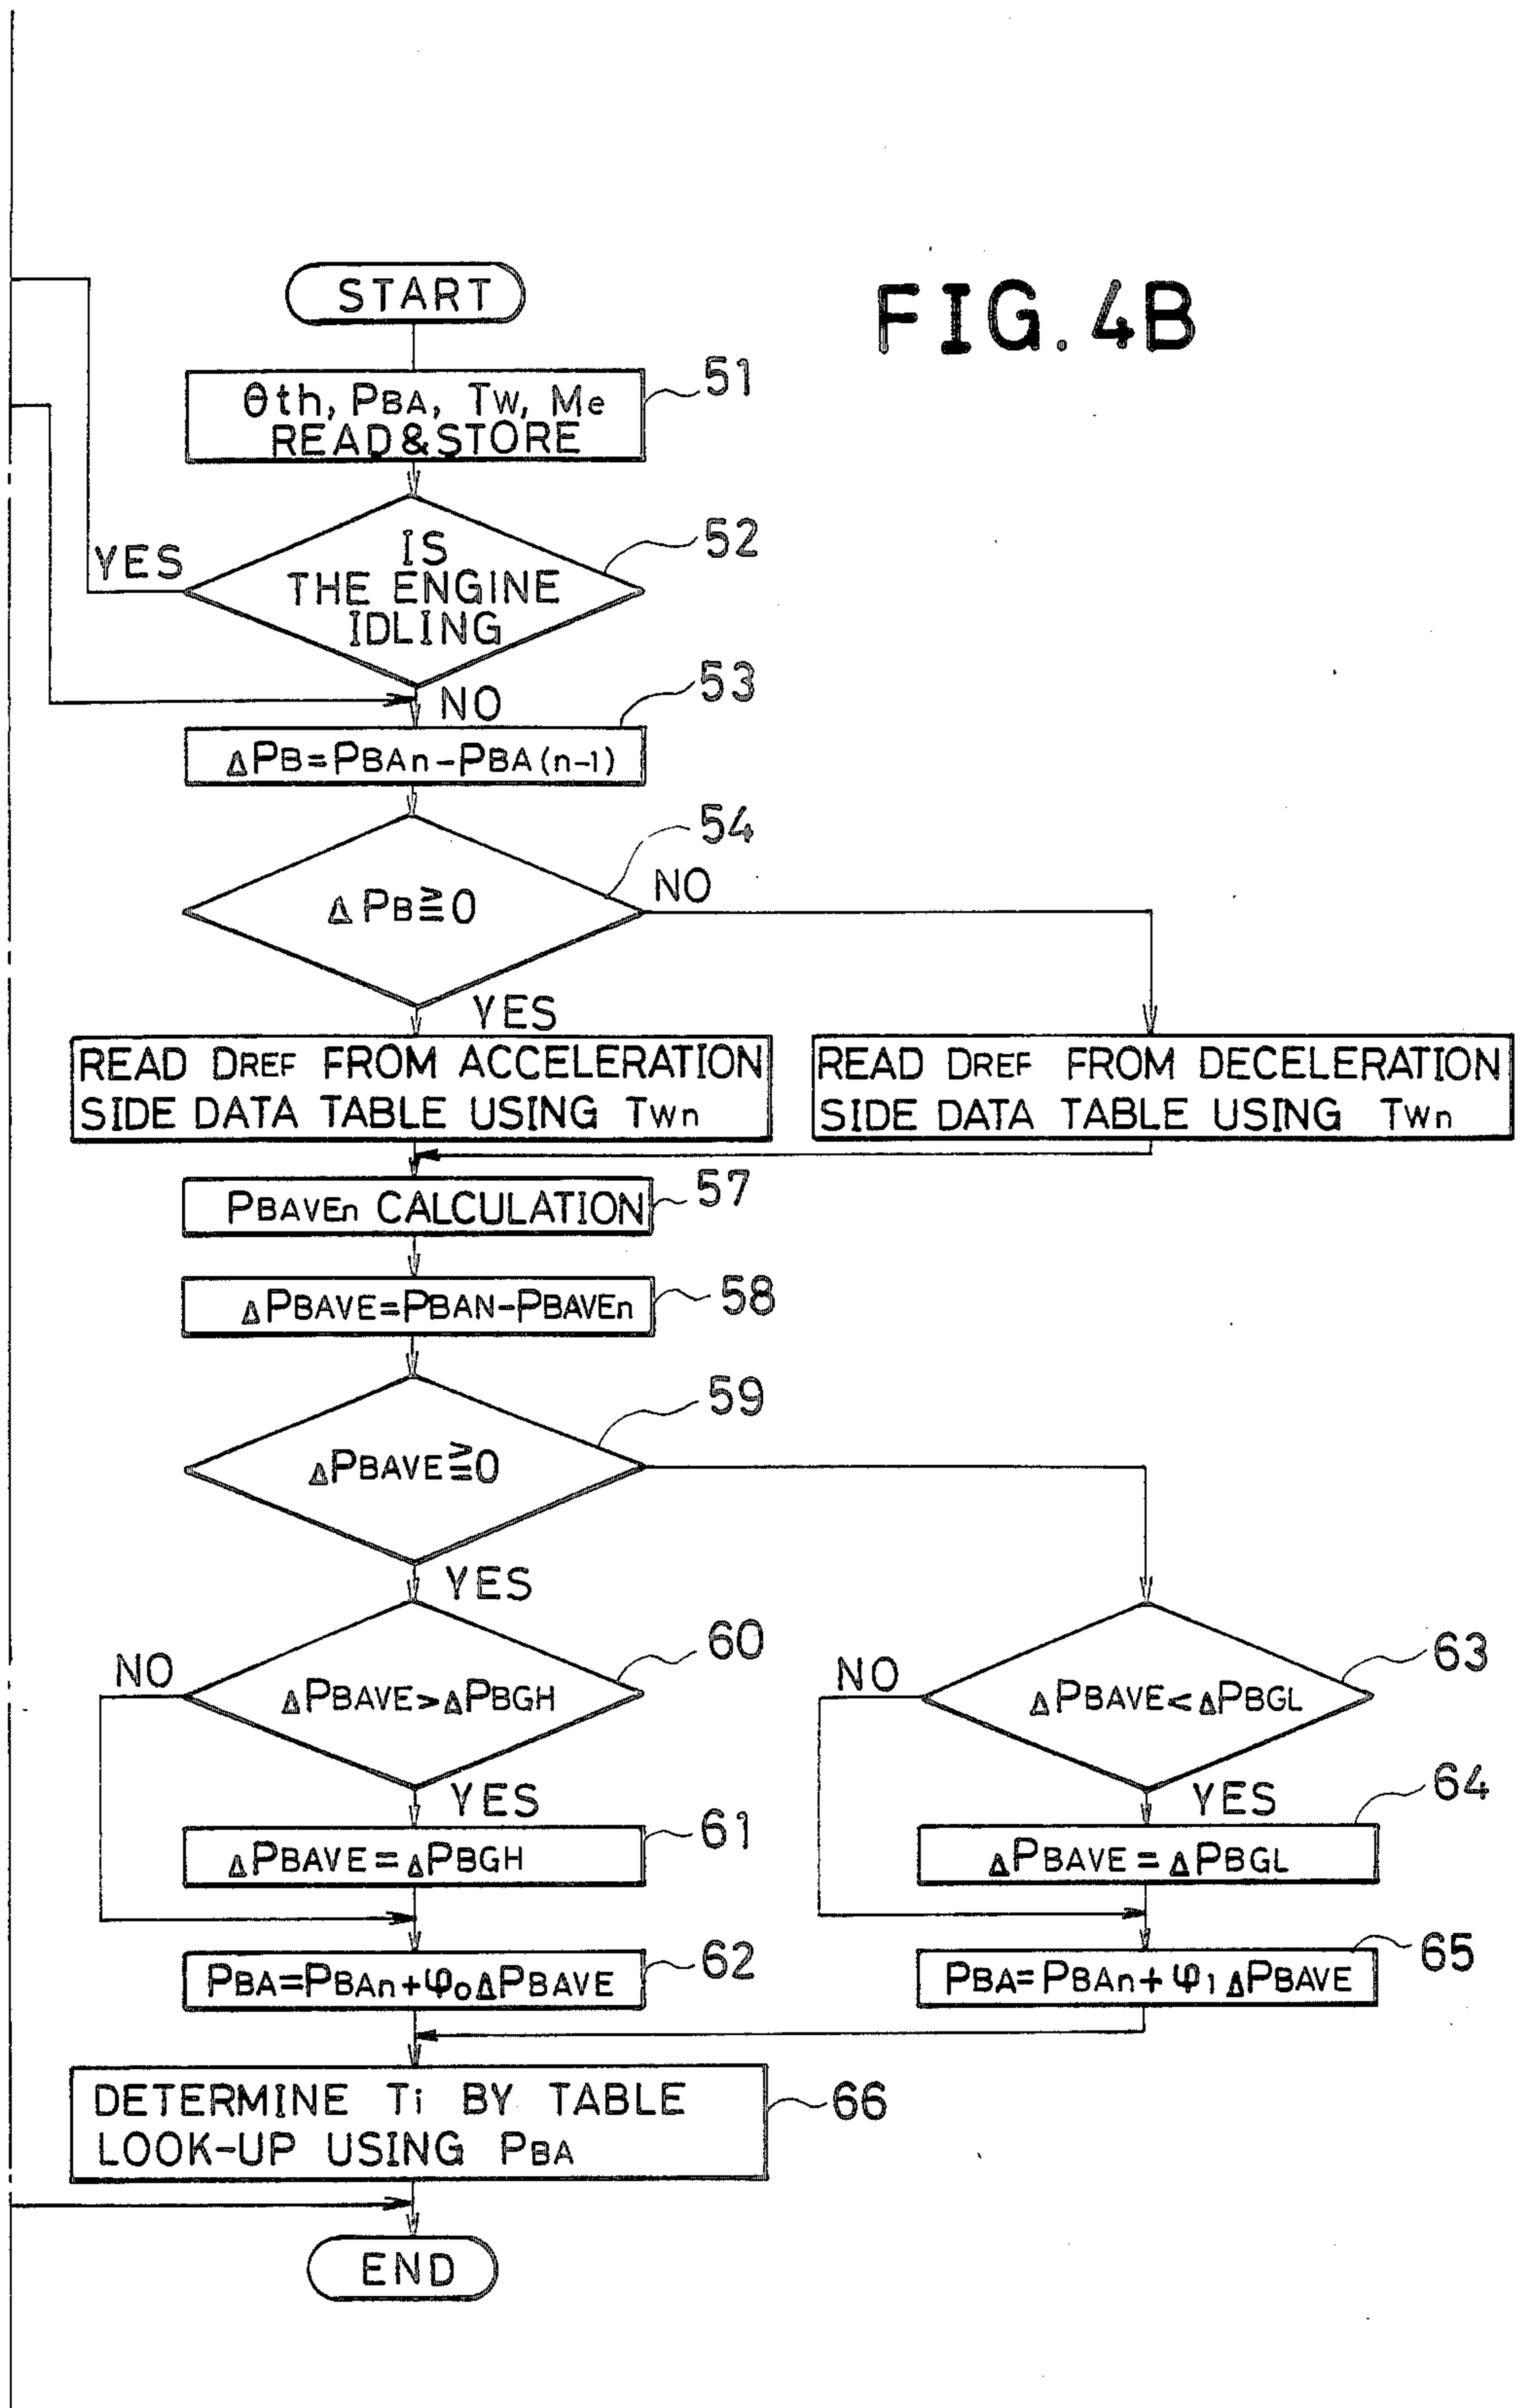 FIG. 4B
START
51
θth, PBA, TW, Me
READ&STORE
52
YES
IS
THE ENGINE
IDLING
53
NO
ΔPB=PBAn-PBA(n-1)
54
NO
ΔPB≧0
YES
READ DREF FROM ACCELERATION
SIDE DATA TABLE USING TWn
READ DREF FROM DECELERATION
SIDE DATA TABLE USING TWn
57
PBAVEn CALCULATION
58
ΔPBAVE=PBAN-PBAVEn
59
ΔPBAVE≧0
YES
60
NO
ΔPBAVE>ΔPBGH
YES
61
ΔPBAVE=ΔPBGH
62
PBA=PBAn+φ0ΔPBAVE
63
NO
ΔPBAVE<ΔPBGL
YES
64
ΔPBAVE=ΔPBGL
65
PBA=PBAn+φ1ΔPBAVE
66
DETERMINE Ti BY TABLE
LOOK-UP USING PBA
END